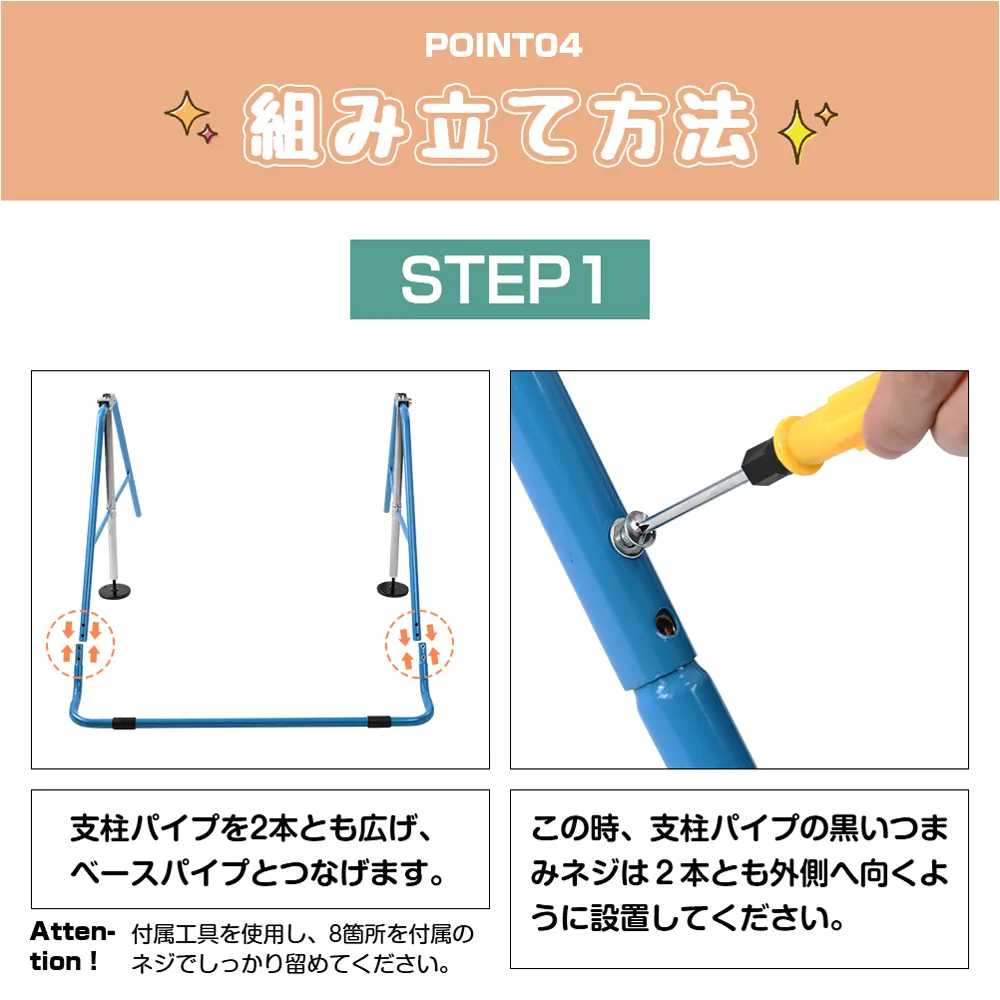 POINT04
組み立て方法
STEP1
支柱パイプを2本とも広げ、
ベースパイプとつなげます。
Atten-
tion！
付属工具を使用し、8箇所を付属の
ネジでしっかり留めてください。
この時、支柱パイプの黒いつま
みネジは２本とも外側へ向くよ
うに設置してください。